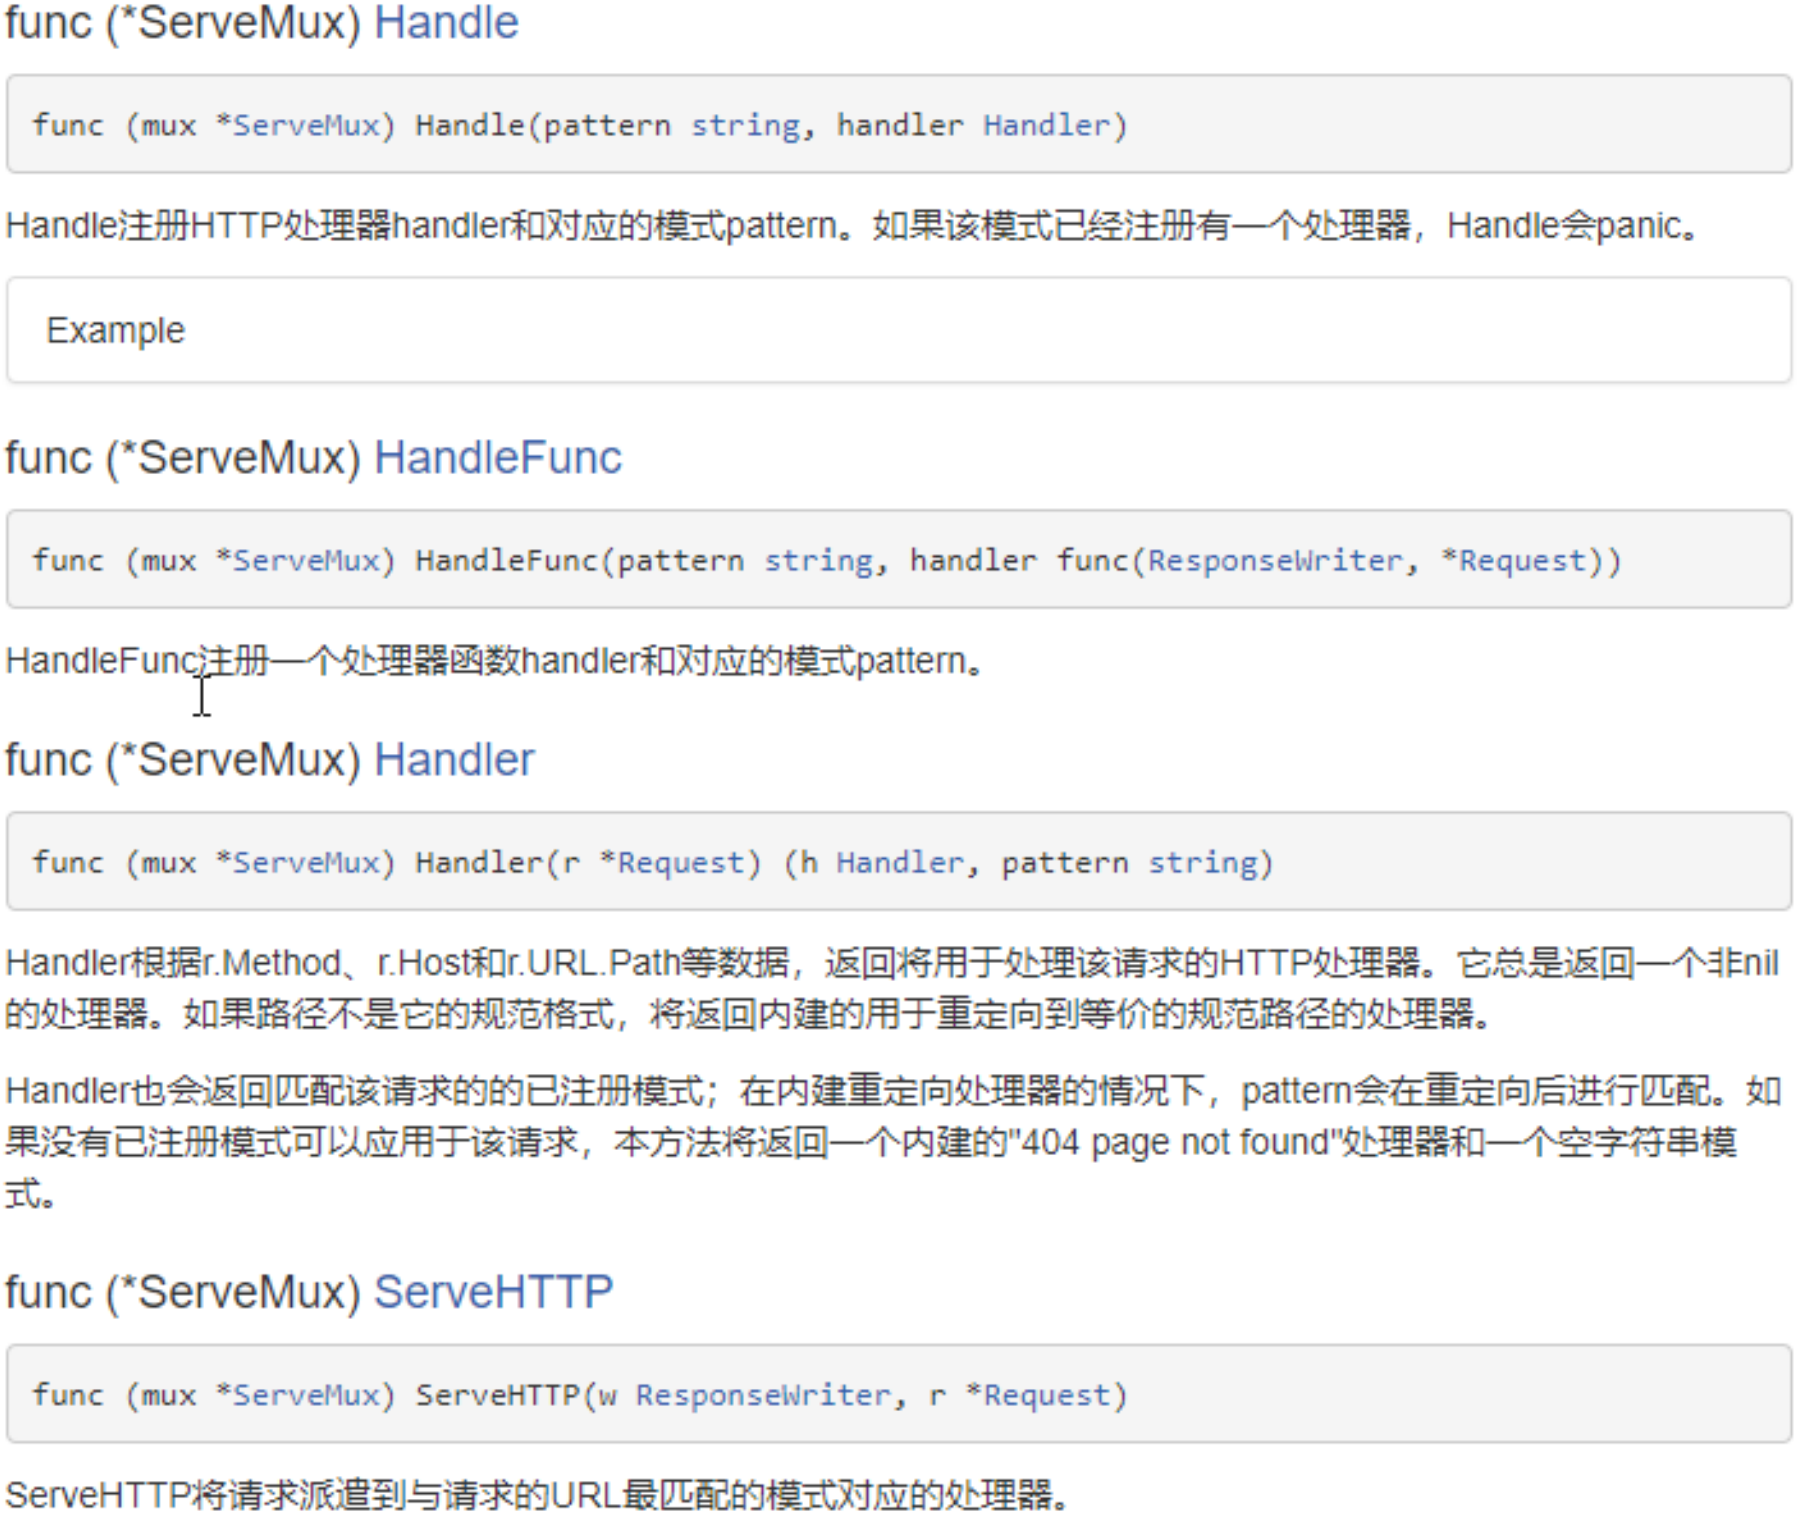 func (*ServeMux) Handle
func (mux *ServeMux) Handle(pattern string, handler Handler)
Handle注册HTTP处理器handler和对应的模式pattern。如果该模式已经注册有一个处理器，Handle会panic。
Example
func (*ServeMux) HandleFunc
func (mux *ServeMux) HandleFunc(pattern string, handler func(ResponseWriter, *Request))
HandleFunc注册一个处理器函数handler和对应的模式pattern。
func (*ServeMux) Handler
func (mux *ServeMux) Handler(r *Request) (h Handler, pattern string)
Handler根据r.Method、r.Host和r.URL.Path等数据，返回将用于处理该请求的HTTP处理器。它总是返回一个非nil
的处理器。如果路径不是它的规范格式，将返回内建的用于重定向到等价的规范路径的处理器。
Handler也会返回匹配该请求的的已注册模式；在内建重定向处理器的情况下，pattern会在重定向后进行匹配。如
果没有已注册模式可以应用于该请求，本方法将返回一个内建的"404 page not found"处理器和一个空字符串模
式。
func (*ServeMux) ServeHTTP
func (mux *ServeMux) ServeHTTP(w ResponseWriter, r *Request)
ServeHTTP将请求派遣到与请求的URL最匹配的模式对应的处理器。